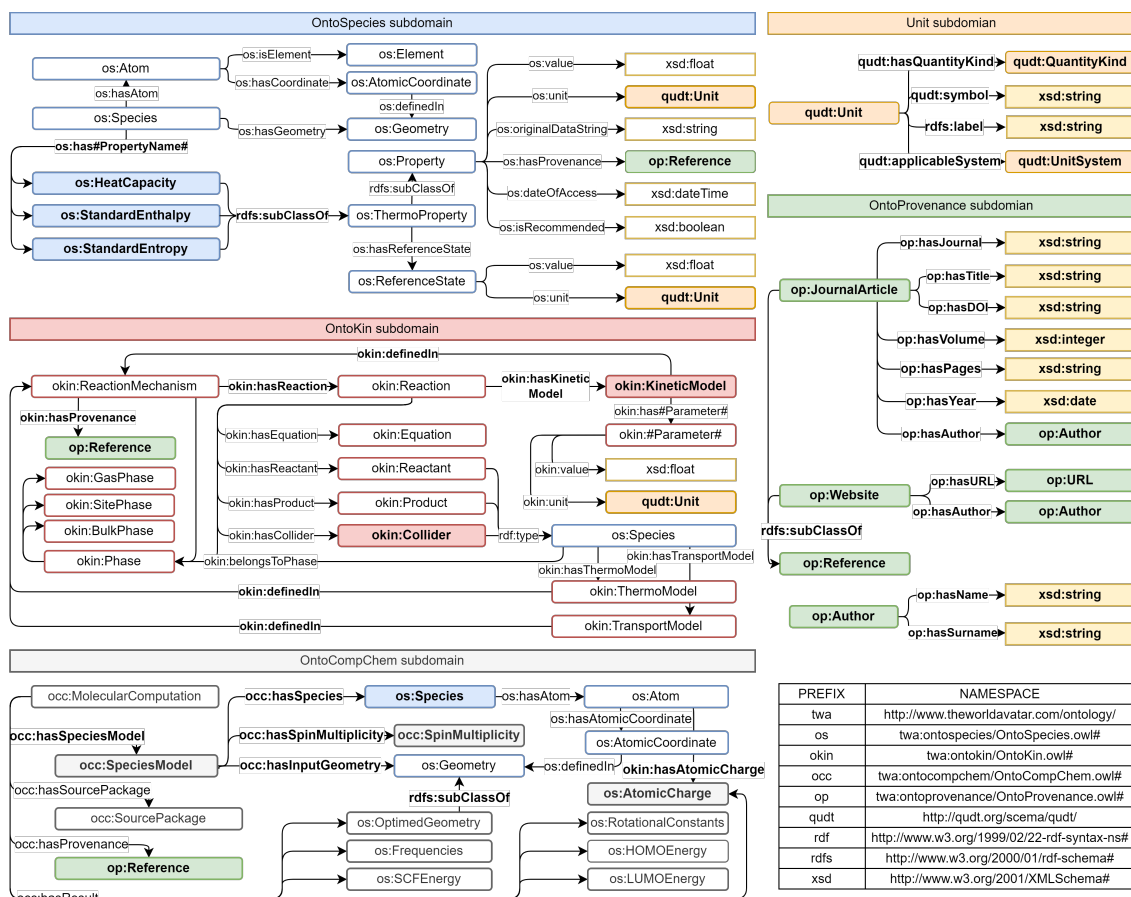 OntoSpecies subdomain
os:Atom
os:isElement
os:Element
os:hasCoordinate
os:AtomicCoordinate
os:hasAtom
os:definedIn
os:Species
os:hasGeometry
os:Geometry
os:has#PropertyName#
os:HeatCapacity
os:StandardEnthalpy
os:StandardEntropy
rdfs:subClassOf
os:Property
rdfs:subClassOf
os:ThermoProperty
os:hasReferenceState
os:ReferenceState
os:value
xsd:float
os:unit
qudt:Unit
os:originalDataString
xsd:string
os:hasProvenance
op:Reference
os:dateOfAccess
xsd:dateTime
os:isRecommended
xsd:boolean
os:value
xsd:float
os:unit
qudt:Unit
Unit subdomian
qudt:Unit
qudt:hasQuantityKind
qudt:QuantityKind
qudt:symbol
xsd:string
rdfs:label
xsd:string
qudt:applicableSystem
qudt:UnitSystem
OntoProvenance subdomian
op:JournalArticle
op:hasJournal
xsd:string
op:hasTitle
xsd:string
op:hasDOI
xsd:string
op:hasVolume
xsd:integer
op:hasPages
xsd:string
op:hasYear
xsd:date
op:hasAuthor
op:Author
op:Website
op:hasURL
op:URL
op:hasAuthor
op:Author
rdfs:subClassOf
op:Reference
op:Author
op:hasName
xsd:string
op:hasSurname
xsd:string
OntoKin subdomain
okin:definedIn
okin:ReactionMechanism
okin:hasReaction
okin:Reaction
okin:hasKinetic
Model
okin:KineticModel
okin:hasProvenance
op:Reference
okin:has#Parameter#
okin:#Parameter#
okin:value
xsd:float
okin:unit
qudt:Unit
okin:hasEquation
okin:Equation
okin:hasReactant
okin:Reactant
okin:hasProduct
okin:Product
okin:hasCollider
okin:Collider
rdf:type
os:Species
okin:GasPhase
okin:SitePhase
okin:BulkPhase
okin:Phase
okin:belongsToPhase
okin:hasTransportModel
okin:hasThermoModel
okin:definedIn
okin:ThermoModel
okin:definedIn
okin:TransportModel
OntoCompChem subdomain
occ:MolecularComputation
occ:hasSpeciesModel
occ:SpeciesModel
occ:hasSourcePackage
occ:SourcePackage
occ:hasProvenance
op:Reference
occ:hasResult
occ:hasSpecies
os:Species
os:hasAtom
os:Atom
occ:hasSpinMultiplicity
occ:SpinMultiplicity
os:hasAtomicCoordinate
os:AtomicCoordinate
occ:hasInputGeometry
os:Geometry
os:definedIn
okin:hasAtomicCharge
os:AtomicCharge
rdfs:subClassOf
os:OptimedGeometry
os:Frequencies
os:SCFEnergy
os:RotationalConstants
os:HOMOEnergy
os:LUMOEnergy
PREFIX NAMESPACE
twa http://www.theworldavatar.com/ontology/
os twa:ontospecies/OntoSpecies.owl#
okin twa:ontokin/OntoKin.owl#
occ twa:ontocompchem/OntoCompChem.owl#
op twa:ontoprovenance/OntoProvenance.owl#
qudt http://qudt.org/scema/qudt/
rdf http://www.w3.org/1999/02/22-rdf-syntax-ns#
rdfs http://www.w3.org/2000/01/rdf-schema#
xsd http://www.w3.org/2001/XMLSchema#